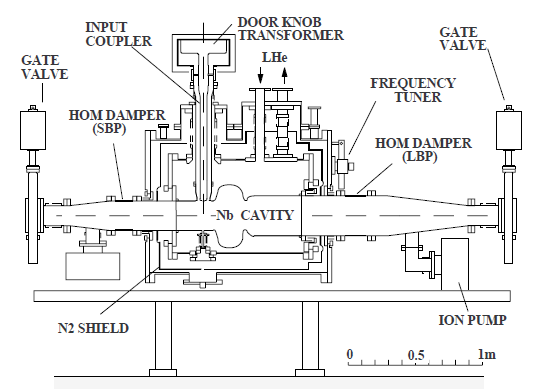 INPUT
COUPLER
DOOR KNOB
TRANSFORMER
GATE
VALVE
LHe
GATE
VALVE
FREQUENCY
TUNER
HOM DAMPER
(SBP)
HOM DAMPER
(LBP)
Nb CAVITY
N2 SHIELD
ION PUMP
0 0.5 1m